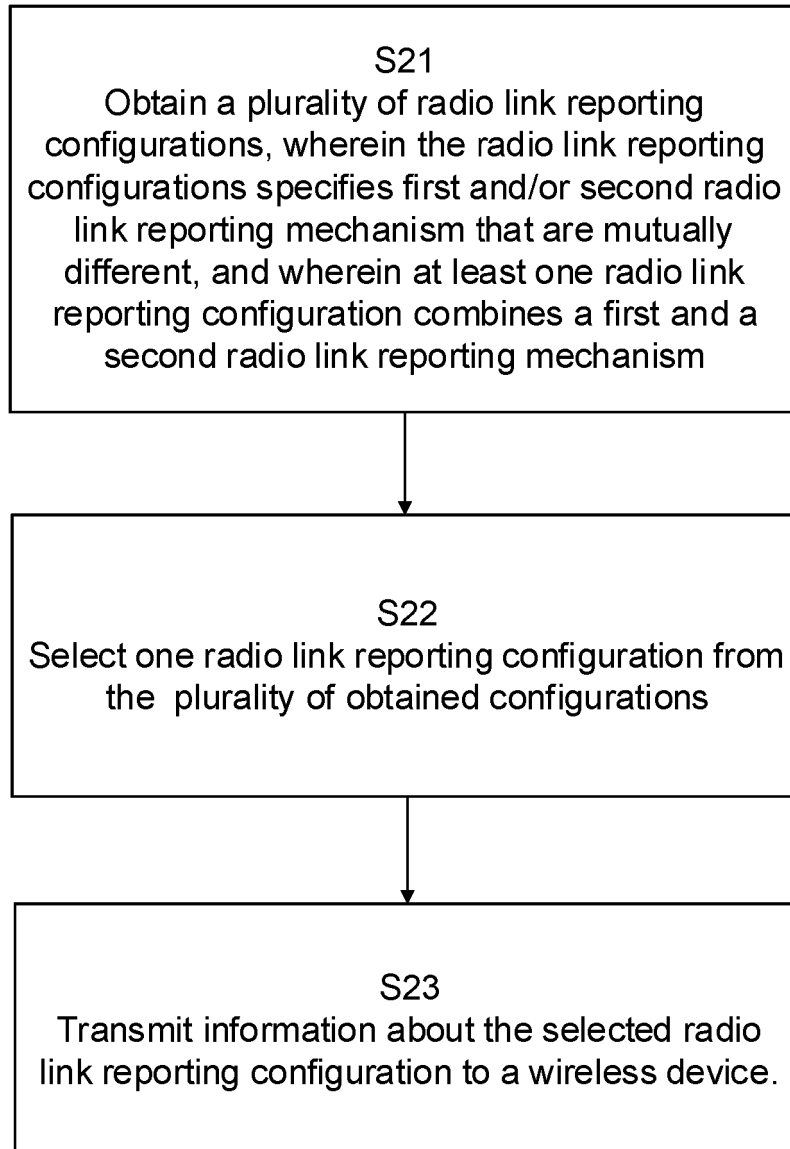 S21
Obtain a plurality of radio link reporting
configurations, wherein the radio link reporting
configurations specifies first and/or second radio
link reporting mechanism that are mutually
different, and wherein at least one radio link
reporting configuration combines a first and a
second radio link reporting mechanism
S22
Select one radio link reporting configuration from
the plurality of obtained configurations
S23
Transmit information about the selected radio
link reporting configuration to a wireless device.